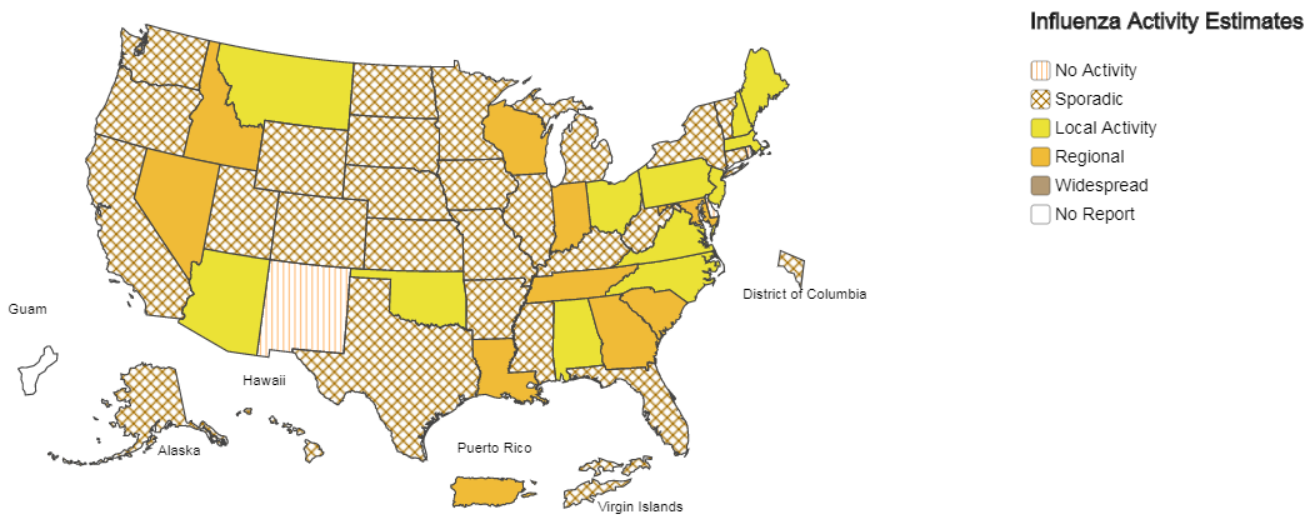 Influenza Activity Estimates
No Activity
Sporadic
Local Activity
Regional
Widespread
No Report
District of Columbia
Guam
Hawaii
Alaska
Puerto Rico
Virgin Islands